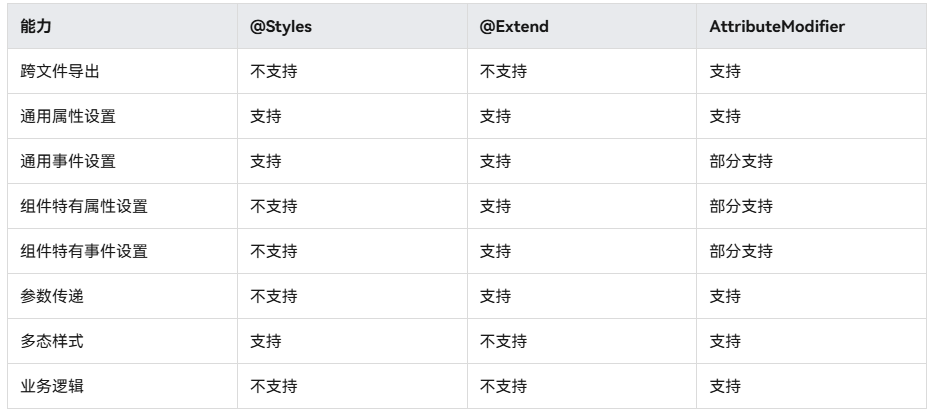 能力 @Styles @Extend AttributeModifier
跨文件导出 不支持 不支持 支持
通用属性设置 支持 支持 支持
通用事件设置 支持 支持 部分支持
组件特有属性设置 不支持 支持 部分支持
组件特有事件设置 不支持 支持 部分支持
参数传递 不支持 支持 支持
多态样式 支持 不支持 支持
业务逻辑 不支持 不支持 支持